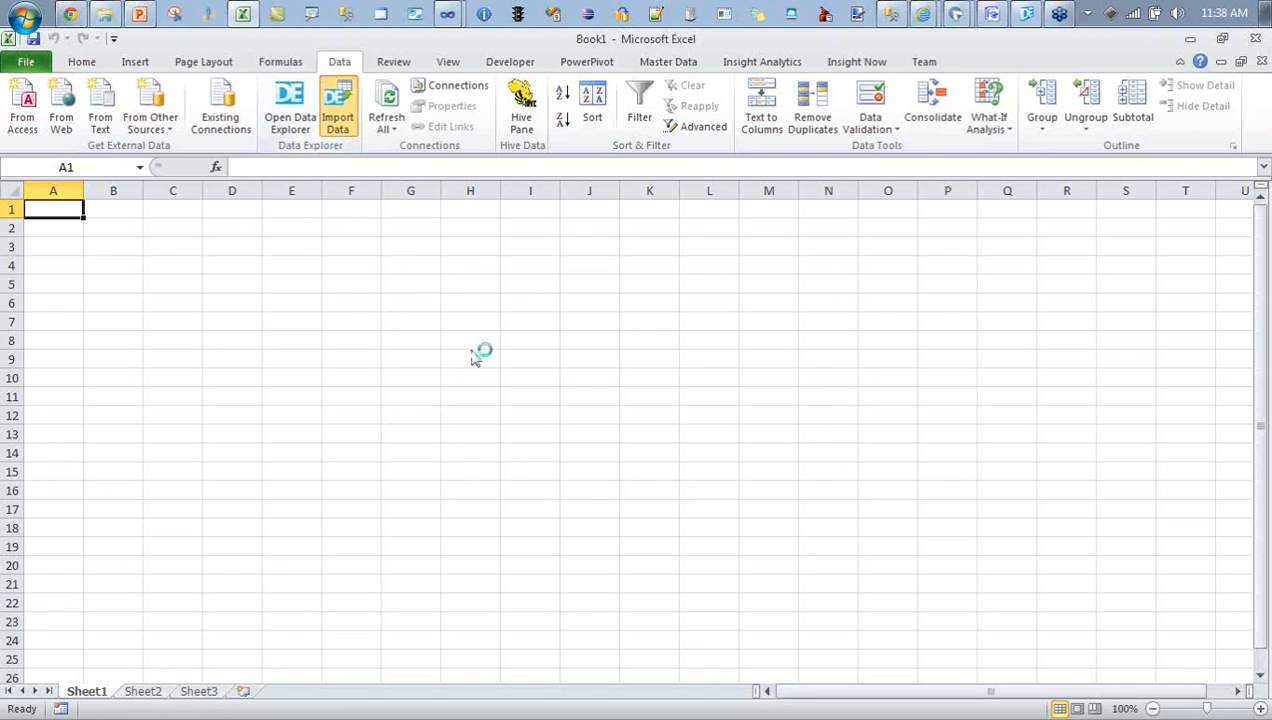 11:38 AM
Book1 - Microsoft Excel
File Home Insert Page Layout Formulas Data Review View Developer PowerPivot Master Data Insight Analytics Insight Now Team
From Access
From Web
From Text
From Other Sources
Existing Connections
Get External Data
Open Data Explorer
Import Data
Data Explorer
Refresh All
Connections
Properties
Edit Links
Connections
Hive Pane
Hive Data
Sort
Filter
Clear
Reapply
Advanced
Sort & Filter
Text to Columns
Remove Duplicates
Data Validation
Consolidate
What-If Analysis
Data Tools
Group
Ungroup
Subtotal
Show Detail
Hide Detail
Outline
A1
fx
A B C D E F G H I J K L M N O P Q R S T U
1
2
3
4
5
6
7
8
9
10
11
12
13
14
15
16
17
18
19
20
21
22
23
24
25
26
Sheet1 Sheet2 Sheet3
Ready
100%